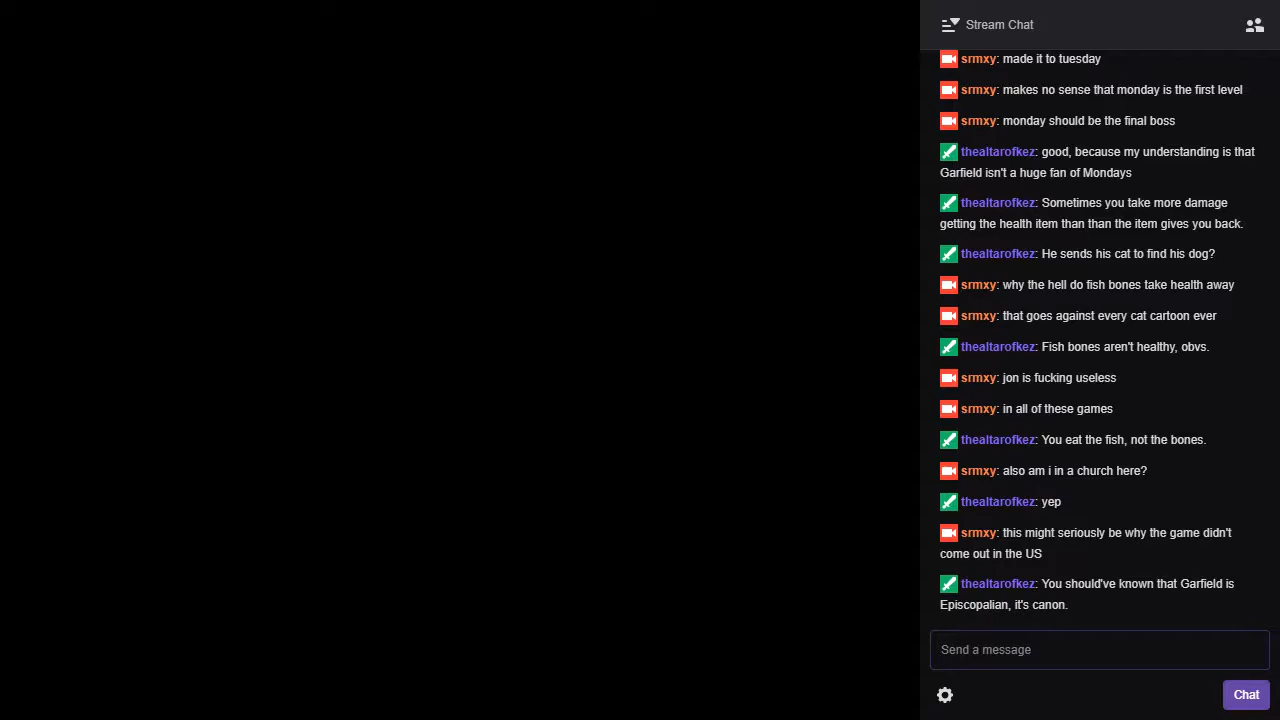 Stream Chat
srmxy: made it to tuesday
srmxy: makes no sense that monday is the first level
srmxy: monday should be the final boss
thealtarofkez: good, because my understanding is that
Garfield isn't a huge fan of Mondays
thealtarofkez: Sometimes you take more damage
getting the health item than than the item gives you back.
thealtarofkez: He sends his cat to find his dog?
srmxy: why the hell do fish bones take health away
srmxy: that goes against every cat cartoon ever
thealtarofkez: Fish bones aren't healthy, obvs.
srmxy: jon is fucking useless
srmxy: in all of these games
thealtarofkez: You eat the fish, not the bones.
srmxy: also am i in a church here?
thealtarofkez: yep
srmxy: this might seriously be why the game didn't
come out in the US
thealtarofkez: You should've known that Garfield is
Episcopalian, it's canon.
Send a message
Chat